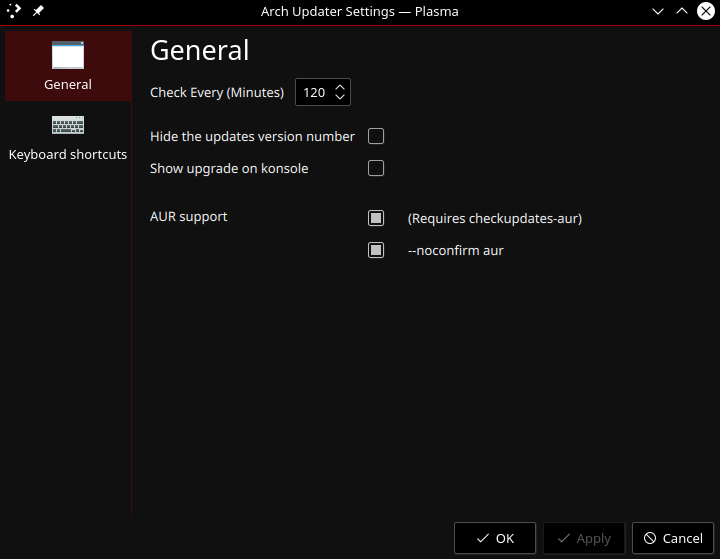 Arch Updater Settings — Plasma
General
General
Check Every (Minutes) 120
Keyboard shortcuts
Hide the updates version number
Show upgrade on konsole
AUR support (Requires checkupdates-aur)
--noconfirm aur
OK Apply Cancel